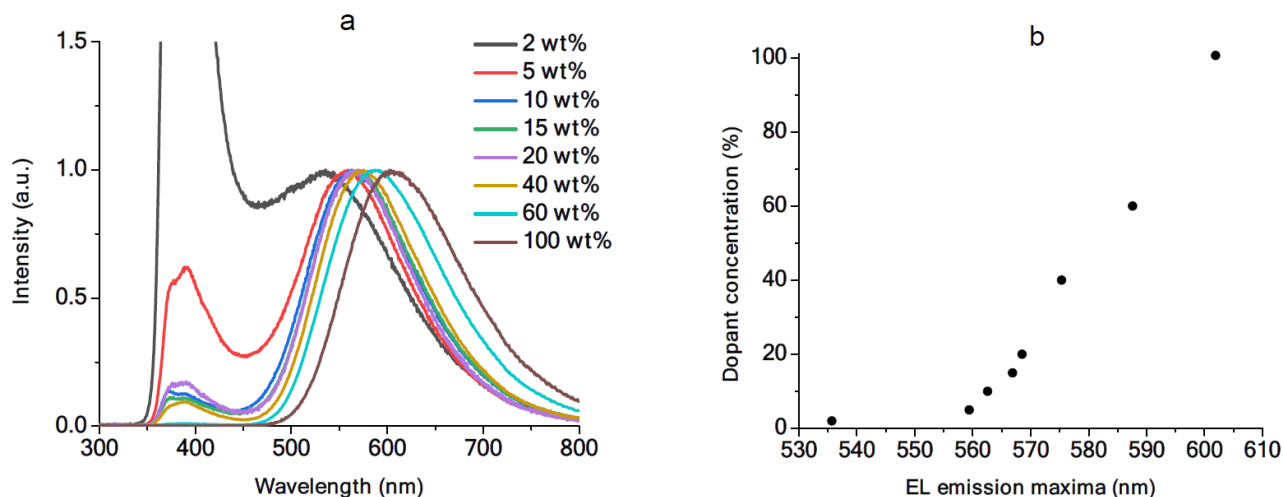 a
1.5
1.0
0.5
0.0
Intensity (a.u.)
2 wt%
5 wt%
10 wt%
15 wt%
20 wt%
40 wt%
60 wt%
100 wt%
300 400 500 600 700 800
Wavelength (nm)
b
100
80
60
40
20
0
Dopant concentration (%)
530 540 550 560 570 580 590 600 610
EL emission maxima (nm)